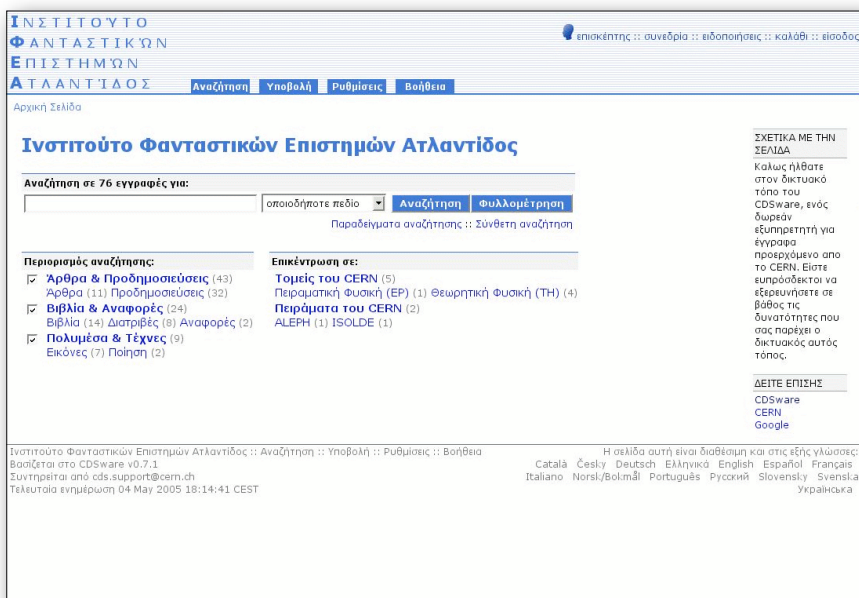 ΙΝΣΤΙΤΟΎΤΟ
ΦΑΝΤΑΣΤΙΚΏΝ
ΕΠΙΣΤΗΜΏΝ
ΑΤΛΑΝΤΊΔΟΣ
επισκέπτης :: συνεδρία :: ειδοποιήσεις :: καλάθι :: είσοδος
Αναζήτηση Υποβολή Ρυθμίσεις Βοήθεια
Αρχική Σελίδα
Ινστιτούτο Φανταστικών Επιστημών Ατλαντίδος
Αναζήτηση σε 76 εγγραφές για:
οποιοδήποτε πεδίο Αναζήτηση Φυλλομέτρηση
Παραδείγματα αναζήτησης :: Σύνθετη αναζήτηση
Περιορισμός αναζήτησης:
Άρθρα & Προδημοσιεύσεις (43)
Άρθρα (11) Προδημοσιεύσεις (32)
Βιβλία & Αναφορές (24)
Βιβλία (14) Διατριβές (8) Αναφορές (2)
Πολυμέσα & Τέχνες (9)
Εικόνες (7) Ποίηση (2)
Επικέντρωση σε:
Τομείς του CERN (5)
Πειραματική Φυσική (EP) (1) Θεωρητική Φυσική (TH) (4)
Πειράματα του CERN (2)
ALEPH (1) ISOLDE (1)
ΣΧΕΤΙΚΑ ΜΕ ΤΗΝ
ΣΕΛΙΔΑ
Καλως ήλθατε
στον δικτυακό
τόπο του
CDSware, ενός
δωρεάν
εξυπηρετητή για
έγγραφα
προερχόμενο απο
το CERN. Είστε
ευπρόσδεκτοι να
εξερευνήσετε σε
βάθος τις
δυνατότητες που
σας παρέχει ο
δικτυακός αυτός
τόπος.
ΔΕΙΤΕ ΕΠΙΣΗΣ
CDSware
CERN
Google
Ινστιτούτο Φανταστικών Επιστημών Ατλαντίδος :: Αναζήτηση :: Υποβολή :: Ρυθμίσεις :: Βοήθεια
Βασίζεται στο CDSware v0.7.1
Συντηρείται από cds.support@cern.ch
Τελευταία ενημέρωση 04 May 2005 18:14:41 CEST
Η σελίδα αυτή είναι διαθέσιμη και στις εξής γλώσσες:
Català Česky Deutsch Ελληνικά English Español Français
Italiano Norsk/Bokmål Português Русский Slovensky Svenska
Українська